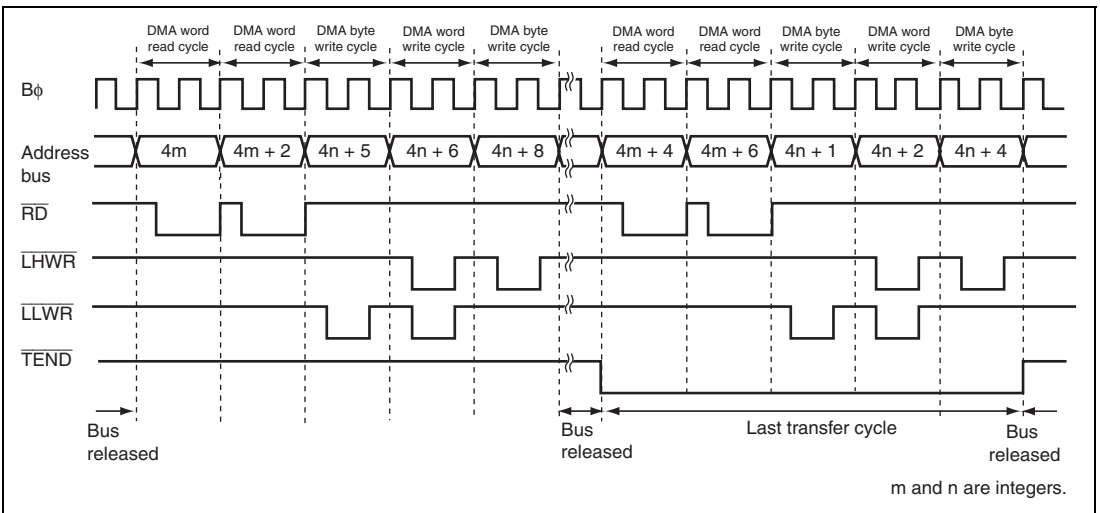 DMA word read cycle
DMA word read cycle
DMA byte write cycle
DMA word write cycle
DMA byte write cycle
DMA word read cycle
DMA word read cycle
DMA byte write cycle
DMA word write cycle
DMA byte write cycle
Bϕ
Address bus
4m
4m + 2
4n + 5
4n + 6
4n + 8
4m + 4
4m + 6
4n + 1
4n + 2
4n + 4
RD
LHWR
LLWR
TEND
Bus released
Bus released
Last transfer cycle
Bus released
m and n are integers.